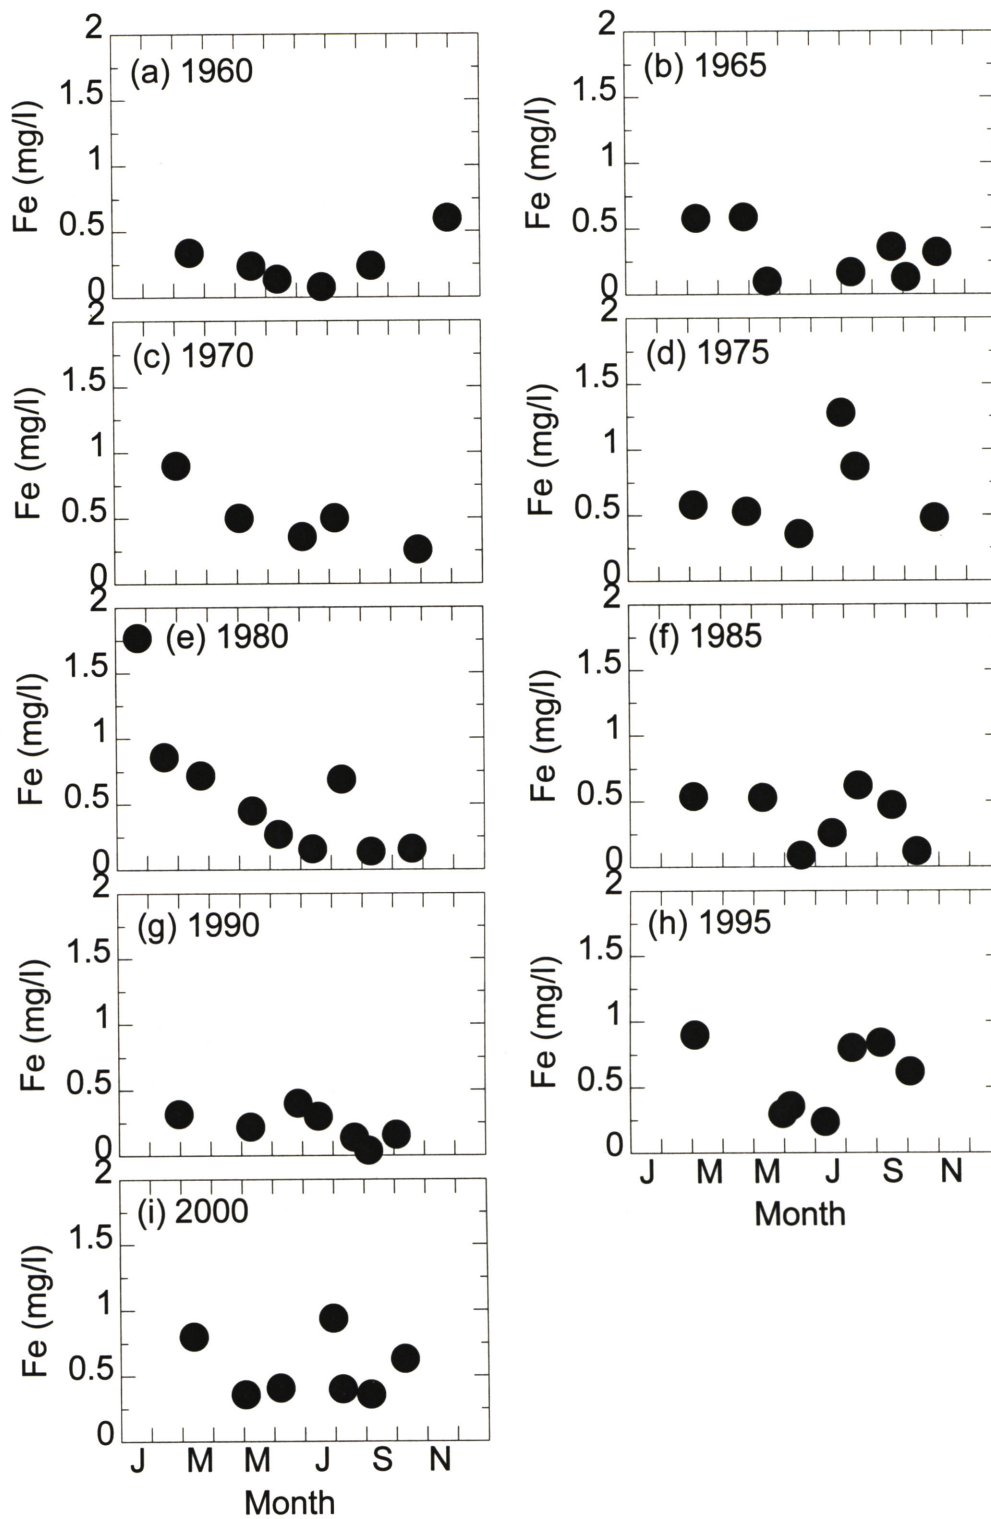 2
(a) 1960
1.5
1
0.5
0
Fe (mg/l)
2
(b) 1965
1.5
1
0.5
0
Fe (mg/l)
2
(c) 1970
1.5
1
0.5
0
Fe (mg/l)
2
(d) 1975
1.5
1
0.5
0
Fe (mg/l)
2
(e) 1980
1.5
1
0.5
0
Fe (mg/l)
2
(f) 1985
1.5
1
0.5
0
Fe (mg/l)
2
(g) 1990
1.5
1
0.5
0
Fe (mg/l)
2
(h) 1995
1.5
1
0.5
0
Fe (mg/l)
J M M J S N
Month
2
(i) 2000
1.5
1
0.5
0
Fe (mg/l)
J M M J S N
Month